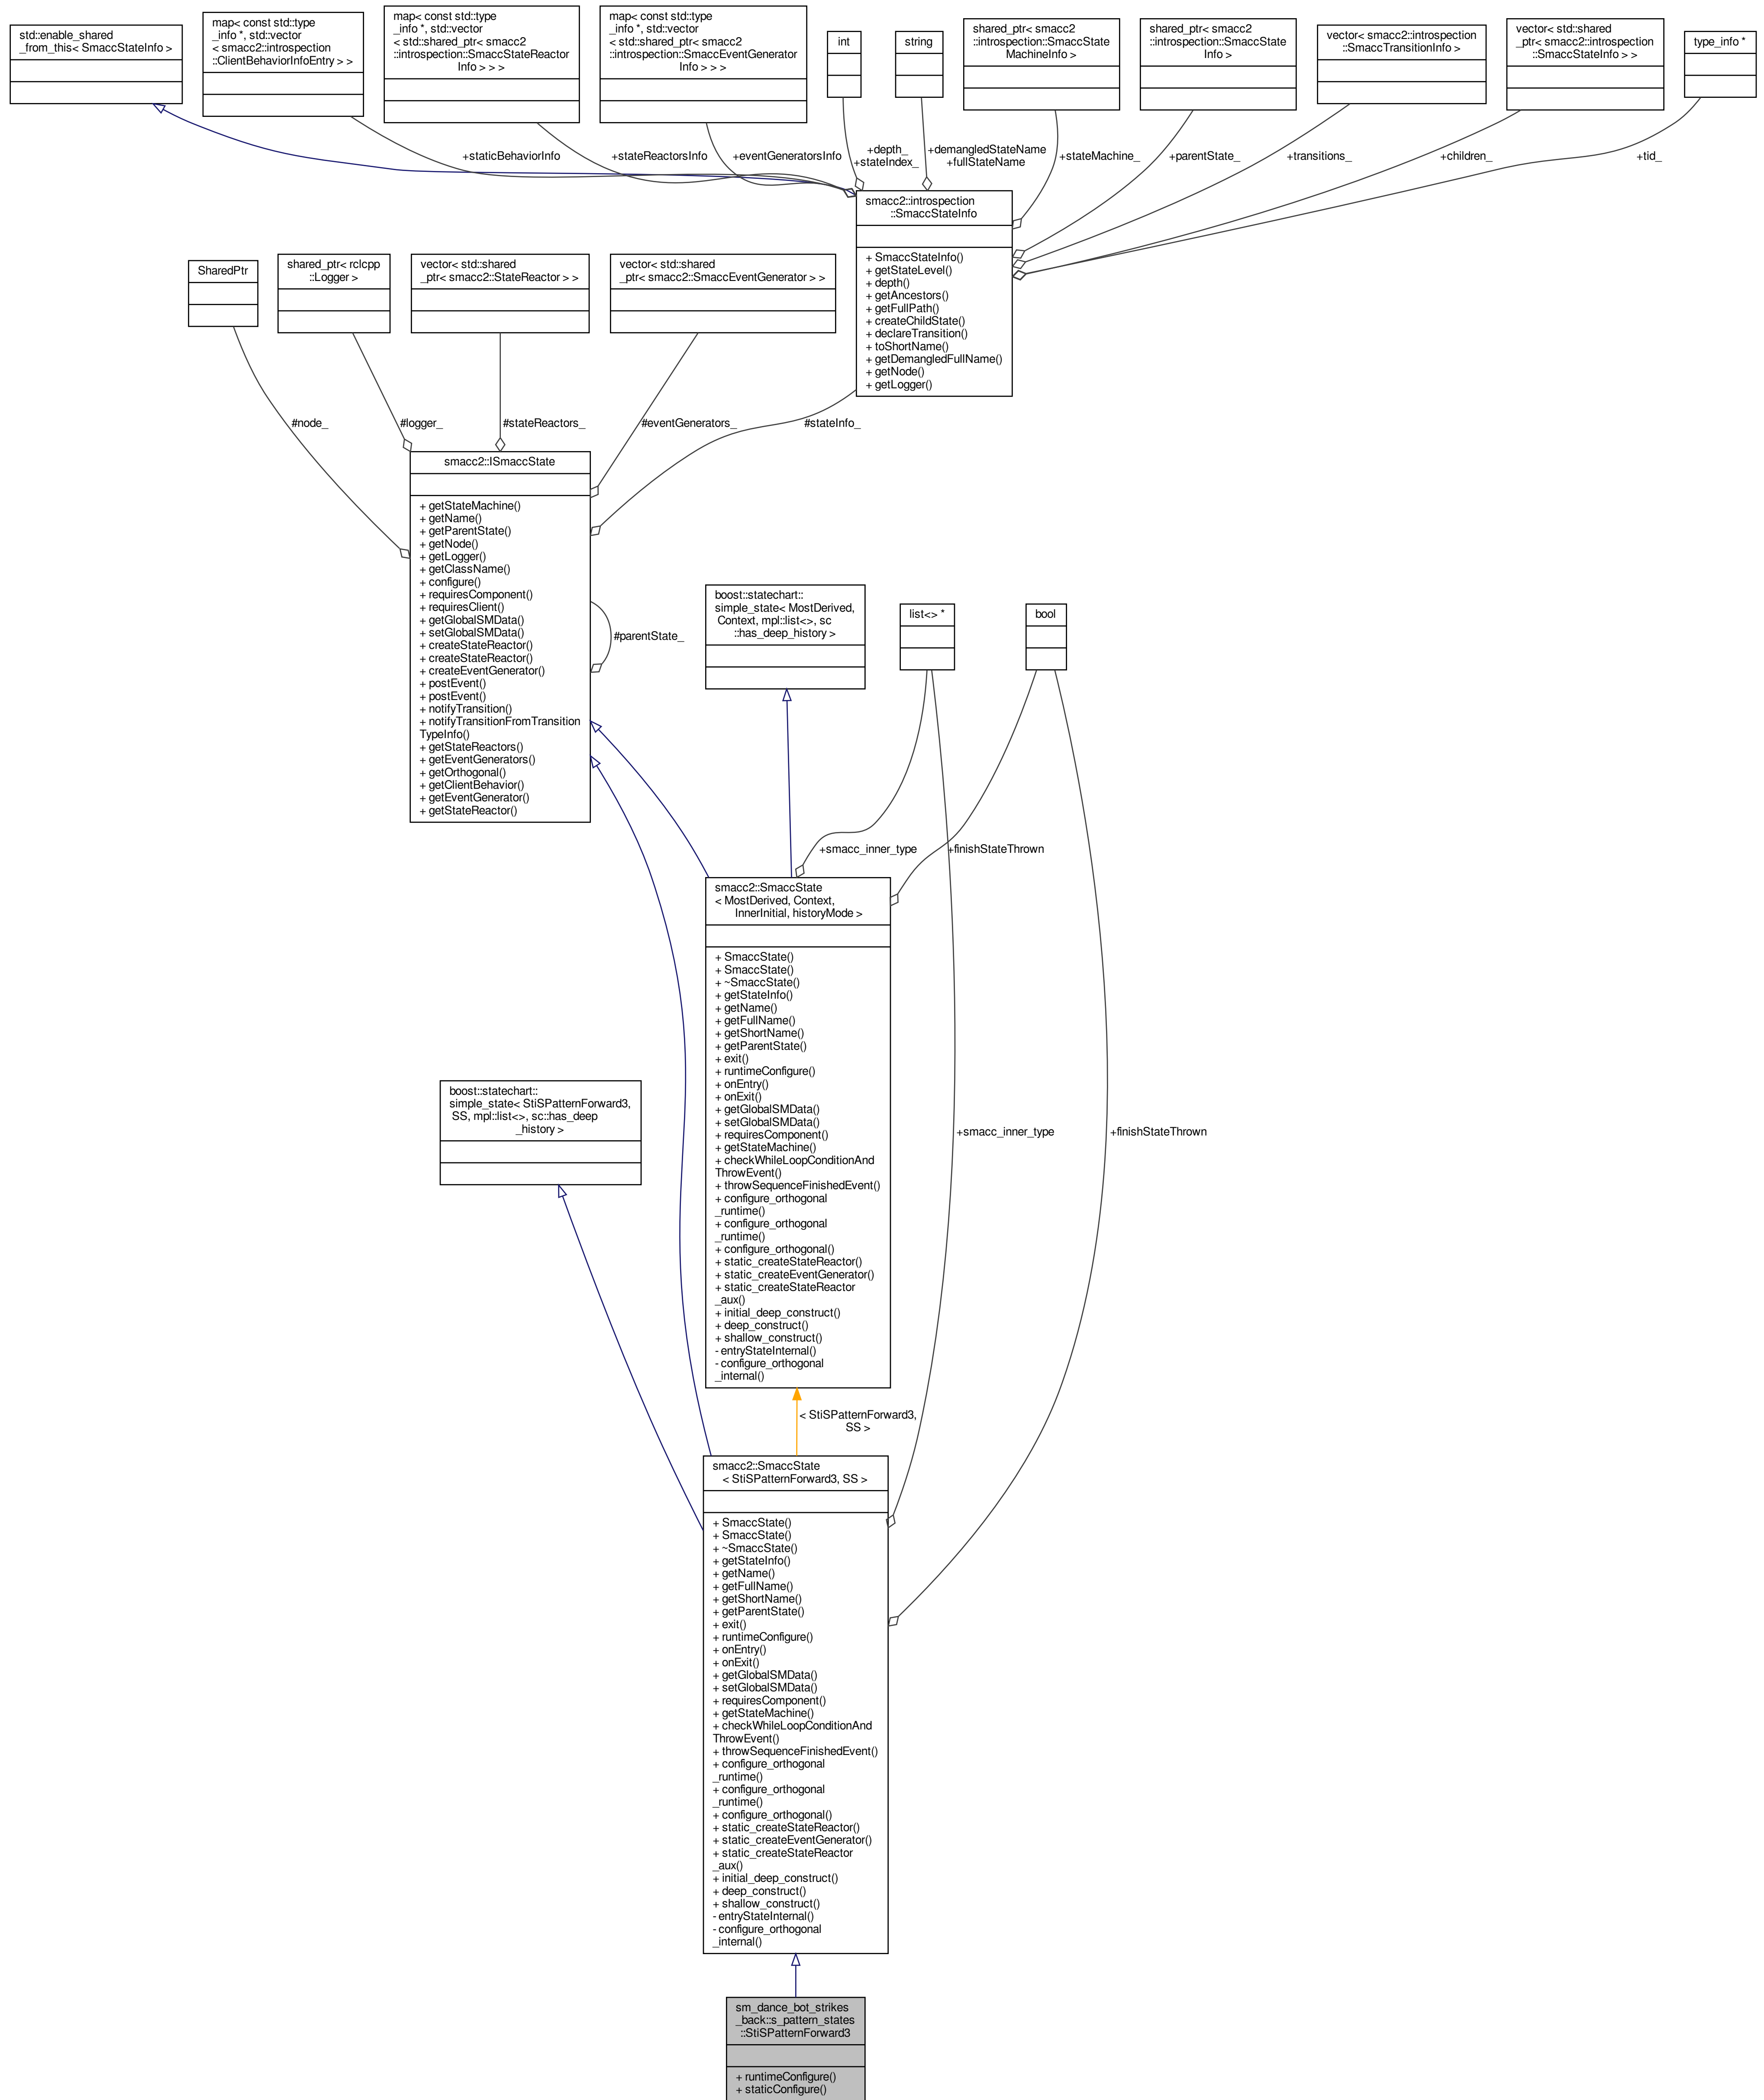 std::enable_shared
_from_this< SmaccStateInfo >
map< const std::type
_info *, std::vector
< smacc2::introspection
::ClientBehaviorInfoEntry > >
map< const std::type
_info *, std::vector
< std::shared_ptr< smacc2
::introspection::SmaccStateReactor
Info > > >
map< const std::type
_info *, std::vector
< std::shared_ptr< smacc2
::introspection::SmaccEventGenerator
Info > > >
int
string
shared_ptr< smacc2
::introspection::SmaccState
MachineInfo >
shared_ptr< smacc2
::introspection::SmaccState
Info >
vector< smacc2::introspection
::SmaccTransitionInfo >
vector< std::shared
_ptr< smacc2::introspection
::SmaccStateInfo > >
type_info *
+staticBehaviorInfo
+stateReactorsInfo
+eventGeneratorsInfo
+depth_
+stateIndex_
+demangledStateName
+fullStateName
+stateMachine_
+parentState_
+transitions_
+children_
+tid_
smacc2::introspection
::SmaccStateInfo
+ SmaccStateInfo()
+ getStateLevel()
+ depth()
+ getAncestors()
+ getFullPath()
+ createChildState()
+ declareTransition()
+ toShortName()
+ getDemangledFullName()
+ getNode()
+ getLogger()
SharedPtr
shared_ptr< rclcpp
::Logger >
vector< std::shared
_ptr< smacc2::StateReactor > >
vector< std::shared
_ptr< smacc2::SmaccEventGenerator > >
#node_
#logger_
#stateReactors_
#eventGenerators_
#stateInfo_
smacc2::ISmaccState
+ getStateMachine()
+ getName()
+ getParentState()
+ getNode()
+ getLogger()
+ getClassName()
+ configure()
+ requiresComponent()
+ requiresClient()
+ getGlobalSMData()
+ setGlobalSMData()
+ createStateReactor()
+ createStateReactor()
+ createEventGenerator()
+ postEvent()
+ postEvent()
+ notifyTransition()
+ notifyTransitionFromTransition
TypeInfo()
+ getStateReactors()
+ getEventGenerators()
+ getOrthogonal()
+ getClientBehavior()
+ getEventGenerator()
+ getStateReactor()
#parentState_
boost::statechart::
simple_state< MostDerived,
Context, mpl::list<>, sc
::has_deep_history >
list<> *
bool
+smacc_inner_type
+finishStateThrown
smacc2::SmaccState
< MostDerived, Context,
InnerInitial, historyMode >
+ SmaccState()
+ SmaccState()
+ ~SmaccState()
+ getStateInfo()
+ getName()
+ getFullName()
+ getShortName()
+ getParentState()
+ exit()
+ runtimeConfigure()
+ onEntry()
+ onExit()
+ getGlobalSMData()
+ setGlobalSMData()
+ requiresComponent()
+ getStateMachine()
+ checkWhileLoopConditionAnd
ThrowEvent()
+ throwSequenceFinishedEvent()
+ configure_orthogonal
_runtime()
+ configure_orthogonal
_runtime()
+ configure_orthogonal()
+ static_createStateReactor()
+ static_createEventGenerator()
+ static_createStateReactor
_aux()
+ initial_deep_construct()
+ deep_construct()
+ shallow_construct()
- entryStateInternal()
- configure_orthogonal
_internal()
boost::statechart::
simple_state< StiSPatternForward3,
SS, mpl::list<>, sc::has_deep
_history >
+smacc_inner_type
+finishStateThrown
< StiSPatternForward3,
SS >
smacc2::SmaccState
< StiSPatternForward3, SS >
+ SmaccState()
+ SmaccState()
+ ~SmaccState()
+ getStateInfo()
+ getName()
+ getFullName()
+ getShortName()
+ getParentState()
+ exit()
+ runtimeConfigure()
+ onEntry()
+ onExit()
+ getGlobalSMData()
+ setGlobalSMData()
+ requiresComponent()
+ getStateMachine()
+ checkWhileLoopConditionAnd
ThrowEvent()
+ throwSequenceFinishedEvent()
+ configure_orthogonal
_runtime()
+ configure_orthogonal
_runtime()
+ configure_orthogonal()
+ static_createStateReactor()
+ static_createEventGenerator()
+ static_createStateReactor
_aux()
+ initial_deep_construct()
+ deep_construct()
+ shallow_construct()
- entryStateInternal()
- configure_orthogonal
_internal()
sm_dance_bot_strikes
_back::s_pattern_states
::StiSPatternForward3
+ runtimeConfigure()
+ staticConfigure()